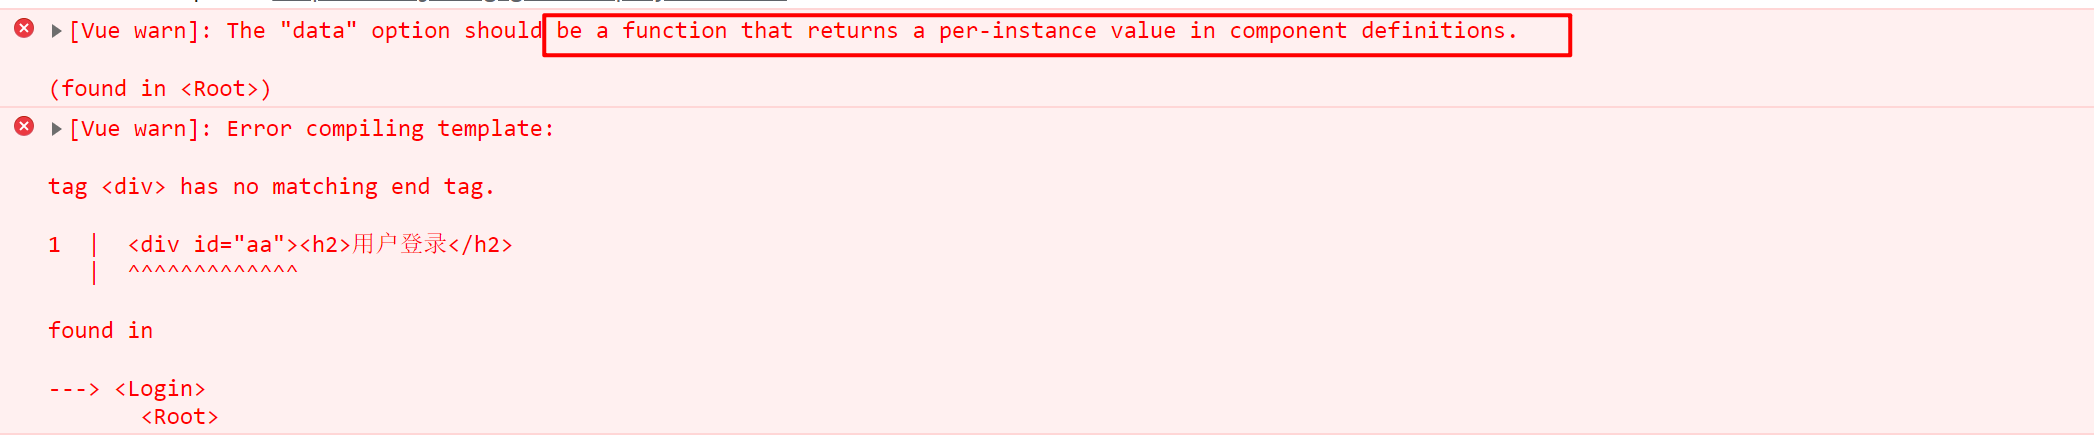 [Vue warn]: The "data" option should be a function that returns a per-instance value in component definitions.
(found in <Root>)
[Vue warn]: Error compiling template:
tag <div> has no matching end tag.
1  |  <div id="aa"><h2>用户登录</h2>
   |  ^^^^^^^^^^^^^
found in
---> <Login>
       <Root>